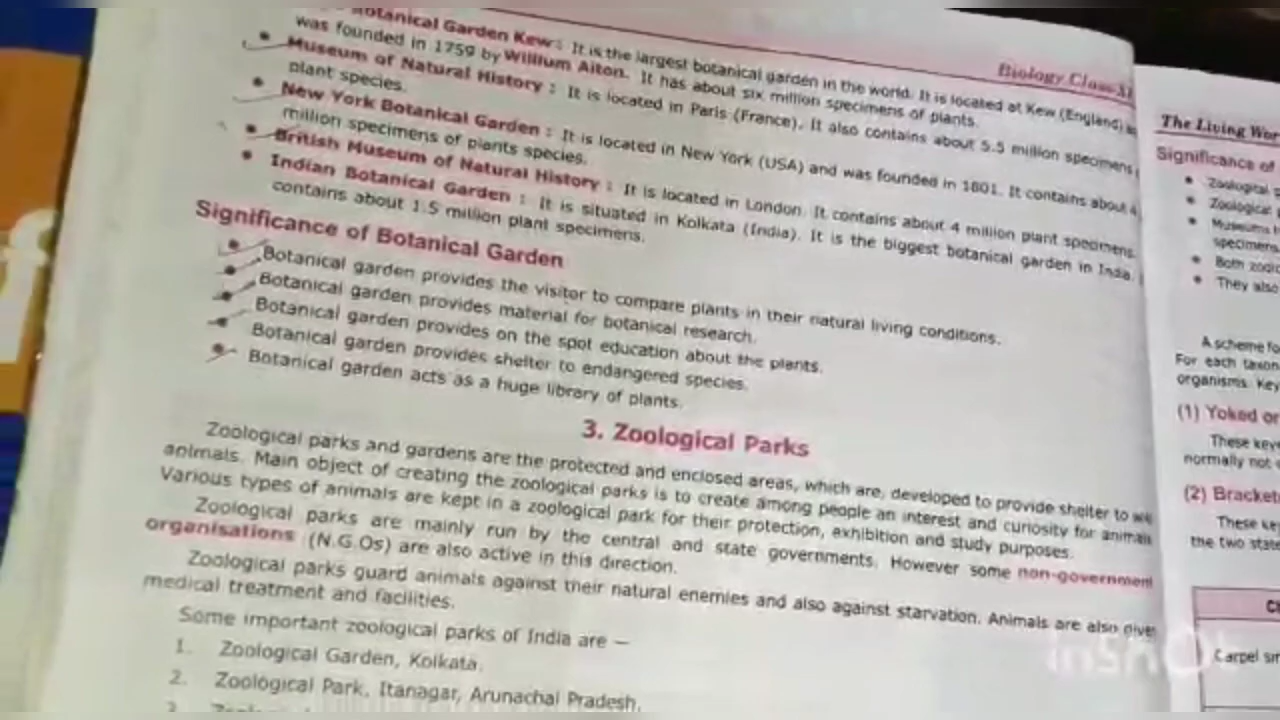 Biology Class-XI
Botanical Garden Kew : It is the largest botanical garden in the world. It is located at Kew (England)
was founded in 1759 by Willium Aiton. It has about six million specimens of plants.
• Museum of Natural History : It is located in Paris (France). It also contains about 5.5 million specimens
plant species.
• New York Botanical Garden : It is located in New York (USA) and was founded in 1801. It contains about 4
million specimens of plants species.
• British Museum of Natural History : It is located in London. It contains about 4 million plant specimens.
• Indian Botanical Garden : It is situated in Kolkata (India). It is the biggest botanical garden in India.
contains about 1.5 million plant specimens.
Significance of Botanical Garden
• Botanical garden provides the visitor to compare plants in their natural living conditions.
• Botanical garden provides material for botanical research.
• Botanical garden provides on the spot education about the plants.
• Botanical garden provides shelter to endangered species.
• Botanical garden acts as a huge library of plants.
3. Zoological Parks
Zoological parks and gardens are the protected and enclosed areas, which are, developed to provide shelter to
animals. Main object of creating the zoological parks is to create among people an interest and curiosity for animals
Various types of animals are kept in a zoological park for their protection, exhibition and study purposes.
Zoological parks are mainly run by the central and state governments. However some non-government
organisations (N.G.Os) are also active in this direction.
Zoological parks guard animals against their natural enemies and also against starvation. Animals are also
medical treatment and facilities.
Some important zoological parks of India are —
1. Zoological Garden, Kolkata.
2. Zoological Park, Itanagar, Arunachal Pradesh.
The Living
Significance of
• Zoological
• Zoological
• Museums
specimens
• Both
• They also
A scheme
For each taxon
organisms. Key
(1) Yoked or
These
normally not
(2)
These
the two
Carpel